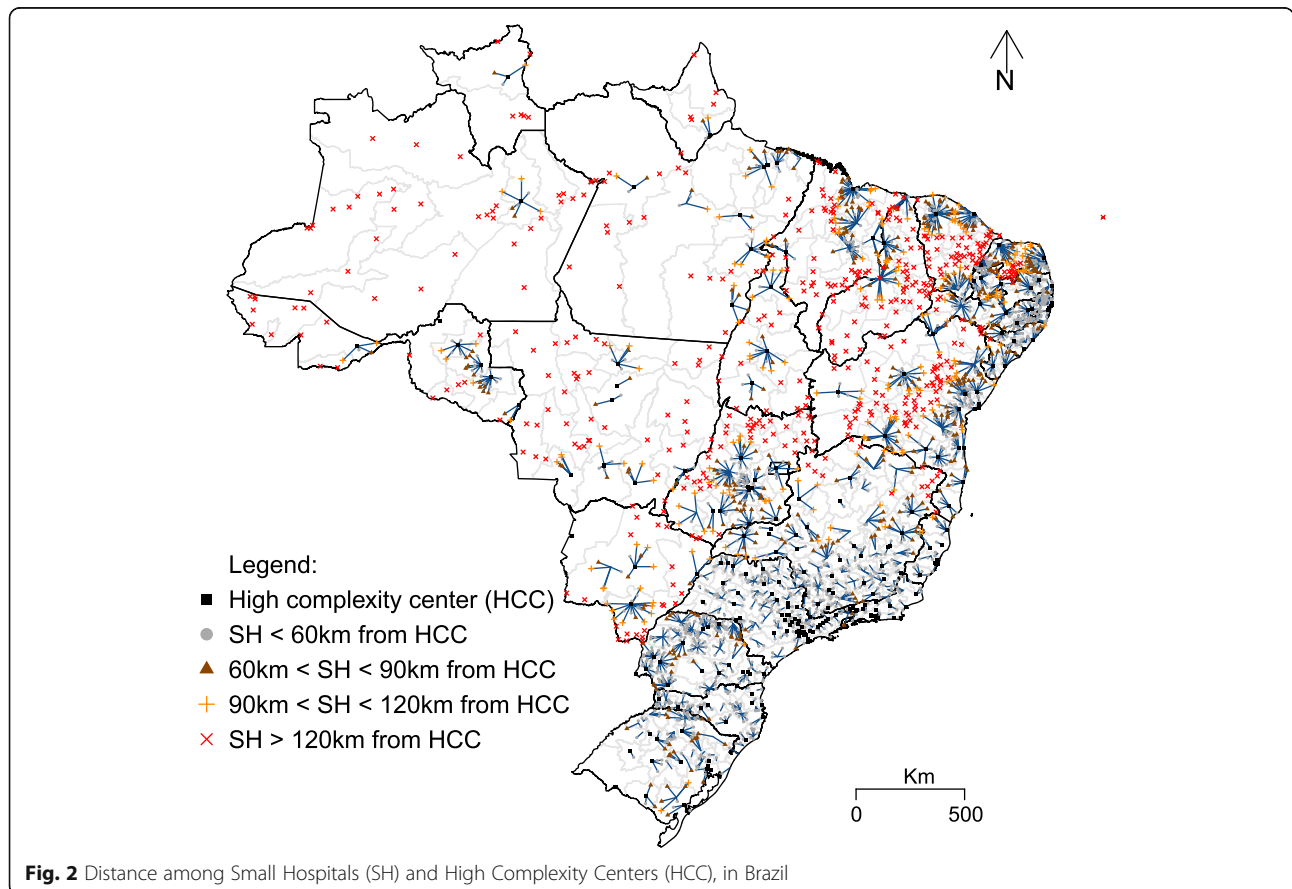 N
Legend:
High complexity center (HCC)
SH < 60km from HCC
60km < SH < 90km from HCC
90km < SH < 120km from HCC
SH > 120km from HCC
Km
0 500
Fig. 2 Distance among Small Hospitals (SH) and High Complexity Centers (HCC), in Brazil